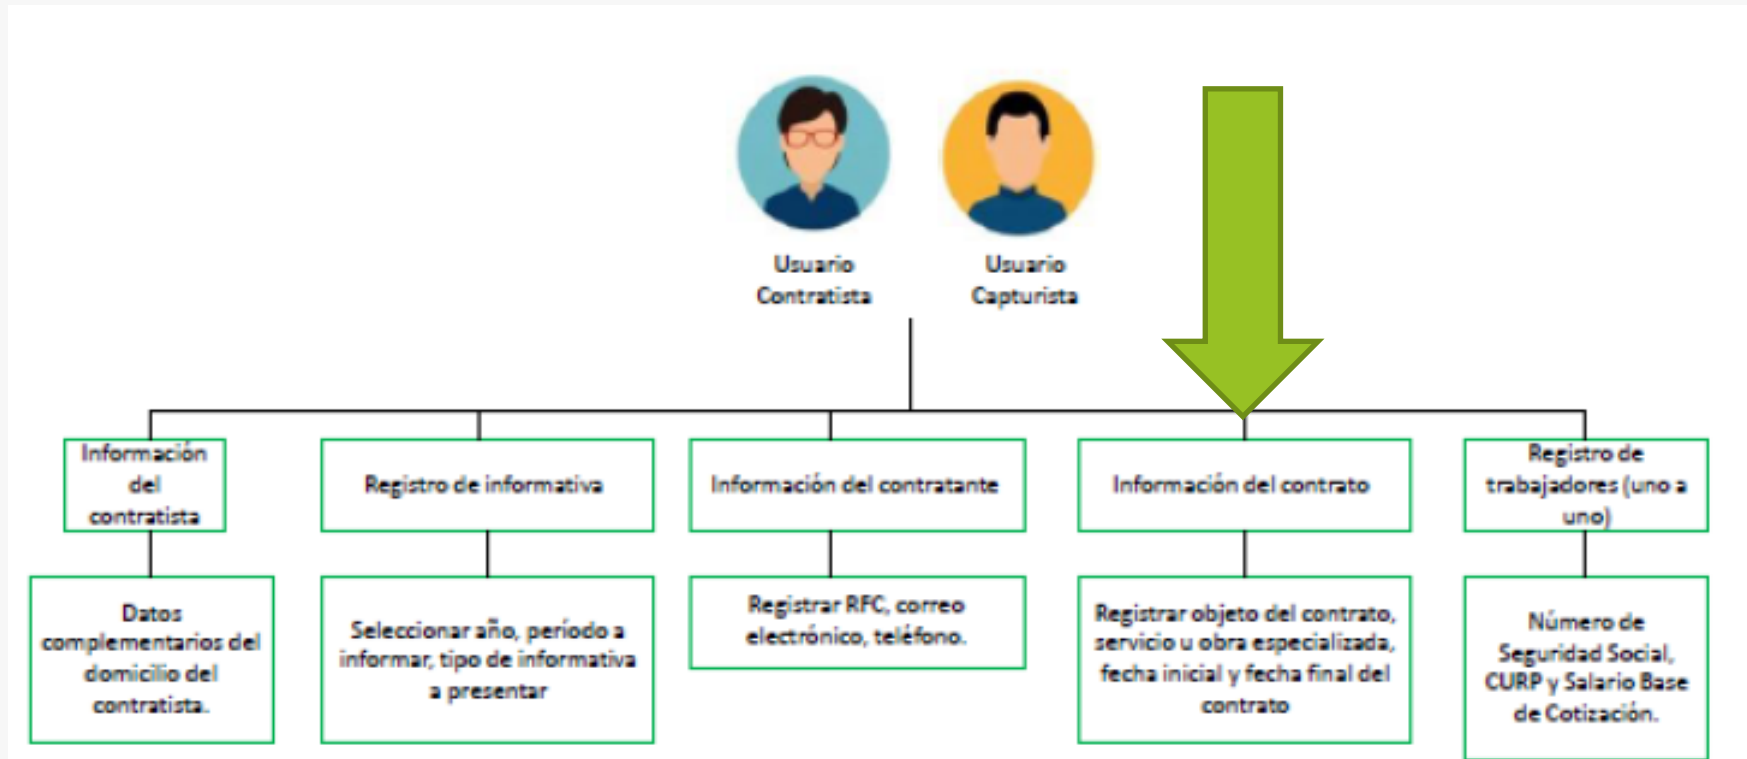 Usuario
Contratista
Usuario
Capturista
Información
del
contratista
Registro de informativa
Información del contratante
Información del contrato
Registro de
trabajadores (uno a
uno)
Datos
complementarios del
domicilio del
contratista.
Seleccionar año, período a
informar, tipo de informativa
a presentar
Registrar RFC, correo
electrónico, teléfono.
Registrar objeto del contrato,
servicio u obra especializada,
fecha inicial y fecha final del
contrato
Número de
Seguridad Social,
CURP y Salario Base
de Cotización.